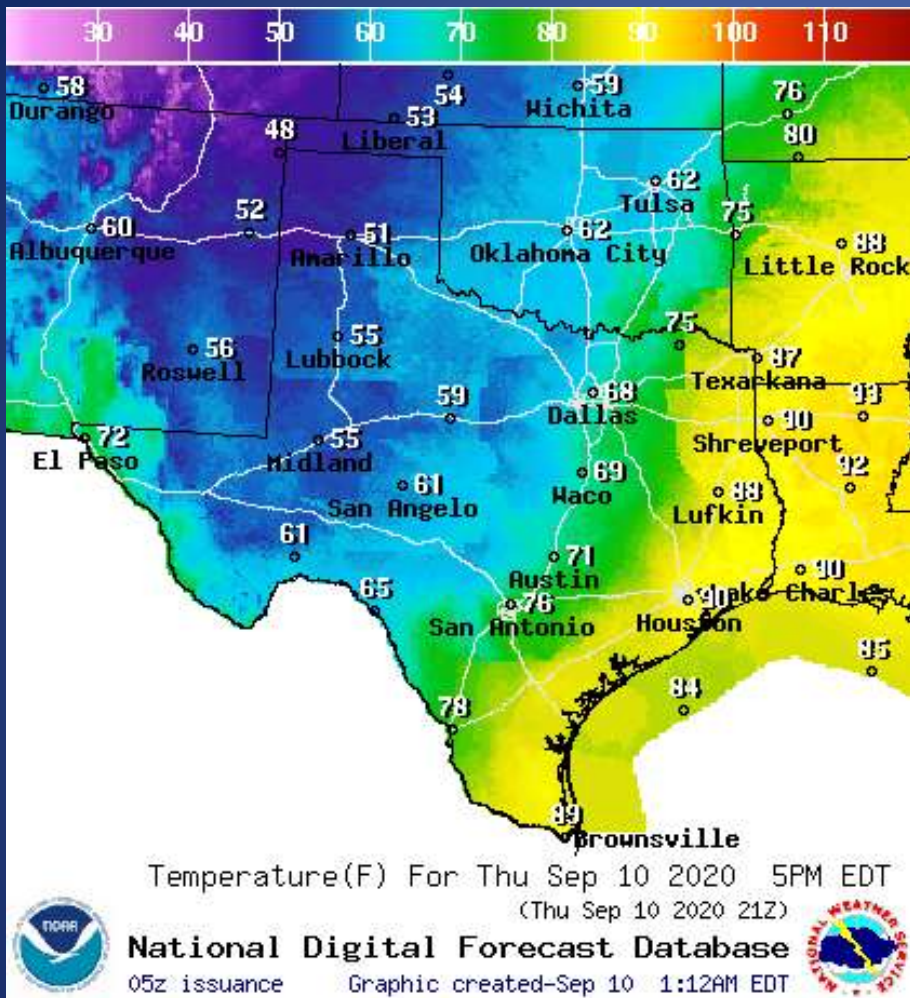 30 40 50 60 70 80 90 100 110
58
Durango
54
59
Wichita
53
Liberal
76
80
48
62
Tulsa
60
Albuquerque
52
51
Amarillo
62
Oklahoma City
75
88
Little Rock
56
Roswell
55
Lubbock
75
87
Texarkana
59
68
Dallas
93
90
Shreveport
72
El Paso
55
Midland
61
San Angelo
69
Waco
88
Lufkin
92
61
71
Austin
90
Charles
65
76
San Antonio
90
Houston
85
84
78
89
Brownsville
Temperature(F) For Thu Sep 10 2020 5PM EDT
(Thu Sep 10 2020 21Z)
National Digital Forecast Database
05z issuance Graphic created-Sep 10 1:12AM EDT
NOAA
NATIONAL WEATHER SERVICE